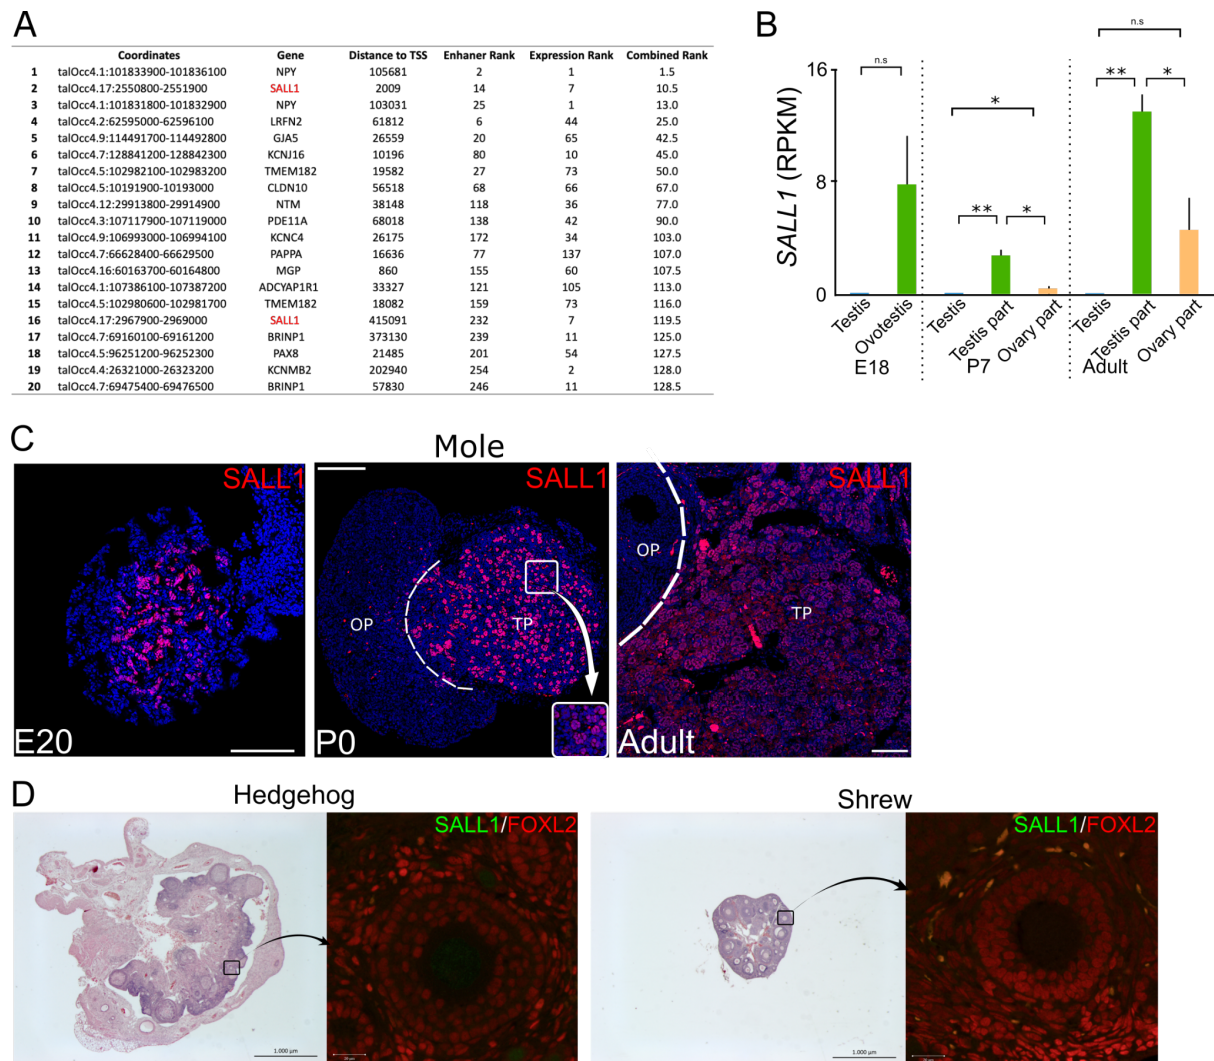 A
Coordinates Gene Distance to TSS Enhaner Rank Expression Rank Combined Rank
1 talOcc4.1:101833900-101836100 NPY 105681 2 1 1.5
2 talOcc4.17:2550800-2551900 SALL1 2009 14 7 10.5
3 talOcc4.1:101831800-101832900 NPY 103031 25 1 13.0
4 talOcc4.2:62595000-62596100 LRFN2 61812 6 44 25.0
5 talOcc4.9:114491700-114492800 GJA5 26559 20 65 42.5
6 talOcc4.7:128841200-128842300 KCNJ16 10196 80 10 45.0
7 talOcc4.5:102982100-102983200 TMEM182 19582 27 73 50.0
8 talOcc4.5:10191900-10193000 CLDN10 56518 68 66 67.0
9 talOcc4.12:29913800-29914900 NTM 38148 118 36 77.0
10 talOcc4.3:107117900-107119000 PDE11A 68018 138 42 90.0
11 talOcc4.9:106993000-106994100 KCNC4 26175 172 34 103.0
12 talOcc4.7:66628400-66629500 PAPPA 16636 77 137 107.0
13 talOcc4.16:60163700-60164800 MGP 860 155 60 107.5
14 talOcc4.1:107386100-107387200 ADCYAP1R1 33327 121 105 113.0
15 talOcc4.5:102980600-102981700 TMEM182 18082 159 73 116.0
16 talOcc4.17:2967900-2969000 SALL1 415091 232 7 119.5
17 talOcc4.7:69160100-69161200 BRINP1 373130 239 11 125.0
18 talOcc4.5:96251200-96252300 PAX8 21485 201 54 127.5
19 talOcc4.4:26321000-26323200 KCNMB2 202940 254 2 128.0
20 talOcc4.7:69475400-69476500 BRINP1 57830 246 11 128.5
B
n.s
n.s
** *
*
** *
16
8
0
SALL1 (RPKM)
Testis Ovotestis Testis Testis part Ovary part Testis Testis part Ovary part
E18 P7 Adult
C
Mole
SALL1 SALL1 SALL1
OP TP OP TP
E20 P0 Adult
D
Hedgehog Shrew
SALL1/FOXL2 SALL1/FOXL2
1,000 µm 1,000 µm